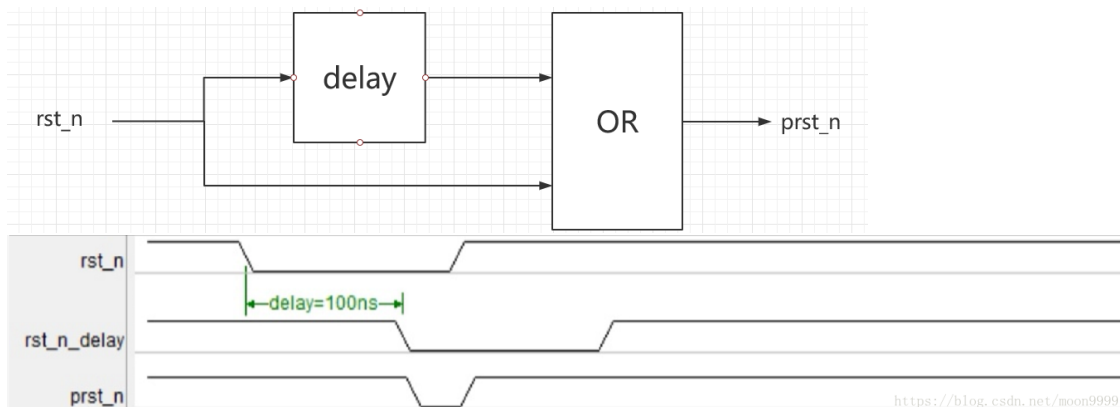 delay
rst_n
OR
prst_n
rst_n
delay=100ns
rst_n_delay
prst_n
https://blog.csdn.net/moon9999